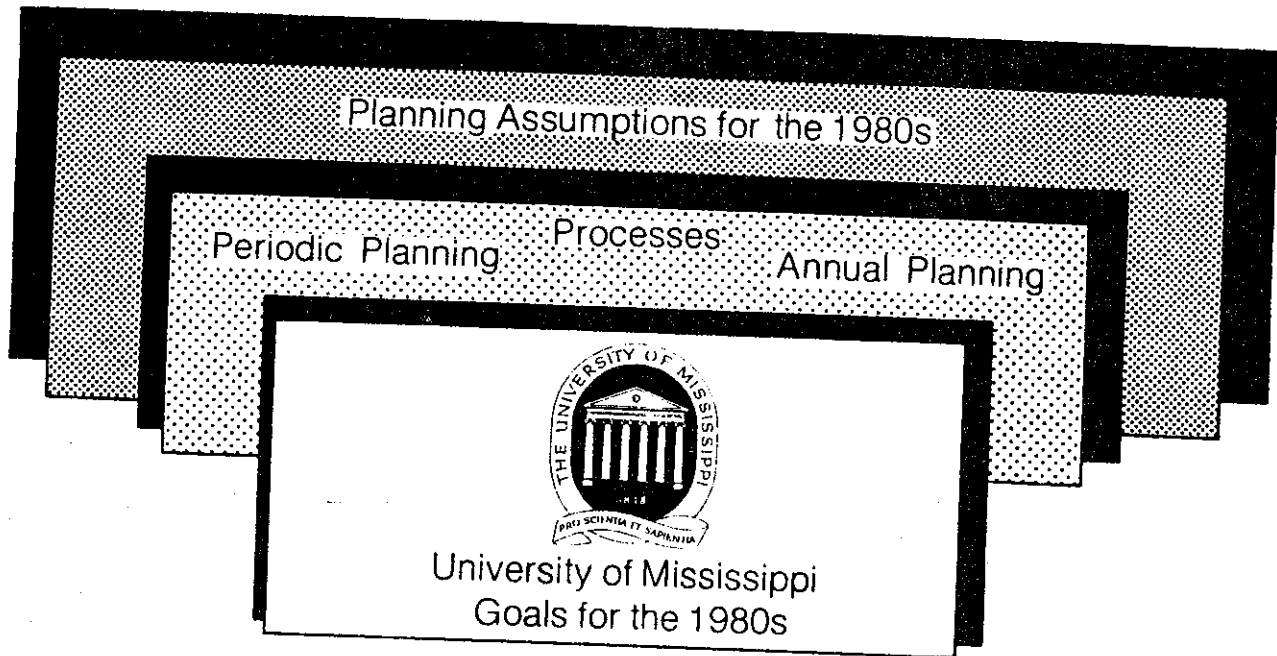 Planning Assumptions for the 1980s
Processes
Periodic Planning Annual Planning
THE UNIVERSITY OF MISSISSIPPI
PRO SCIENTIA ET SAPIENTIA
University of Mississippi
Goals for the 1980s